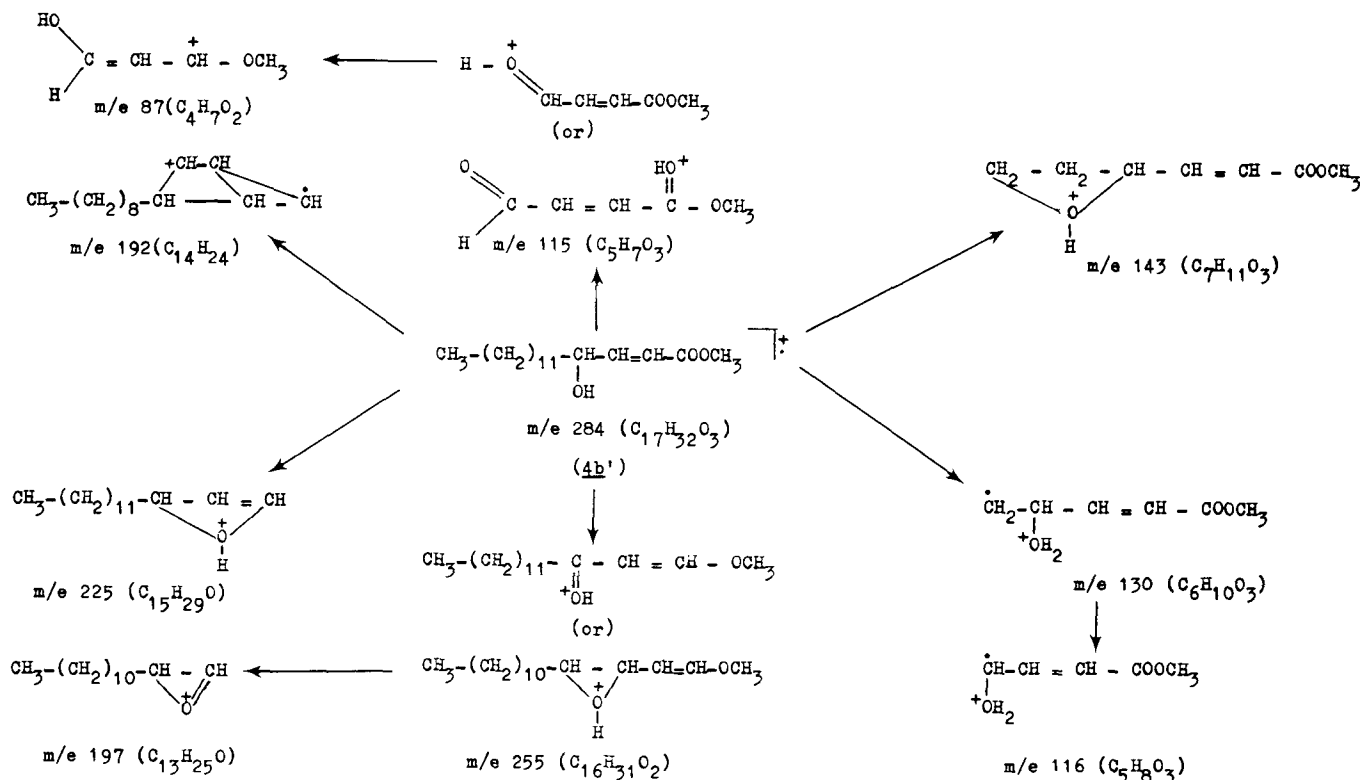 HO
C = CH - CH - OCH3
+
H
m/e 87(C4H7O2)
H - O=CH-CH=CH-COOCH3
+
(or)
O
HO+
C - CH = CH - C - OCH3
H
m/e 115 (C5H7O3)
+CH-CH
CH3-(CH2)8-CH - CH - CH
m/e 192(C14H24)
CH2 - CH2 - CH - CH = CH - COOCH3
+
O
H
m/e 143 (C7H11O3)
CH3-(CH2)11-CH-CH=CH-COOCH3
+
OH
m/e 284 (C17H32O3)
(4b')
CH3-(CH2)11-CH - CH = CH
+
O
H
m/e 225 (C15H29O)
CH3-(CH2)11 - C - CH = CH - OCH3
+OH
(or)
CH3-(CH2)10-CH - CH-CH=CHOCH3
+
O
H
m/e 255 (C16H31O2)
CH3-(CH2)10-CH - CH
+
O
m/e 197 (C13H25O)
CH2-CH - CH = CH - COOCH3
+OH2
m/e 130 (C6H10O3)
CH-CH = CH - COOCH3
+OH2
m/e 116 (C5H8O3)